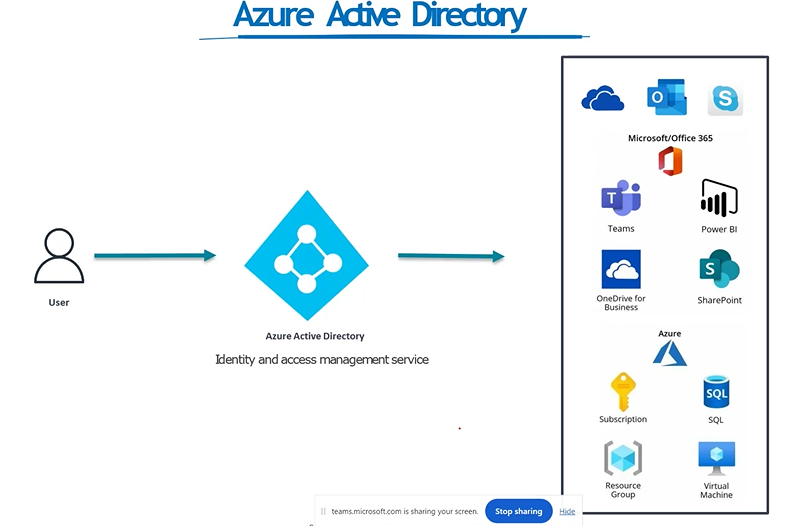 Azure Active Directory
User
Azure Active Directory
Identity and access management service
O
S
Microsoft/Office 365
T
Teams
Power BI
OneDrive for
Business
S
SharePoint
Azure
Subscription
SQL
SQL
Resource
Group
Virtual
Machine
teams.microsoft.com is sharing your screen.
Stop sharing
Hide